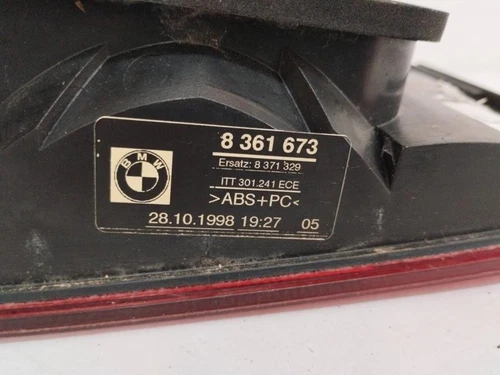 8 361 673
Ersatz: 8 371 329
BMW
ITT 301.241 ECE
>ABS+PC<
28.10.1998 19:27 05